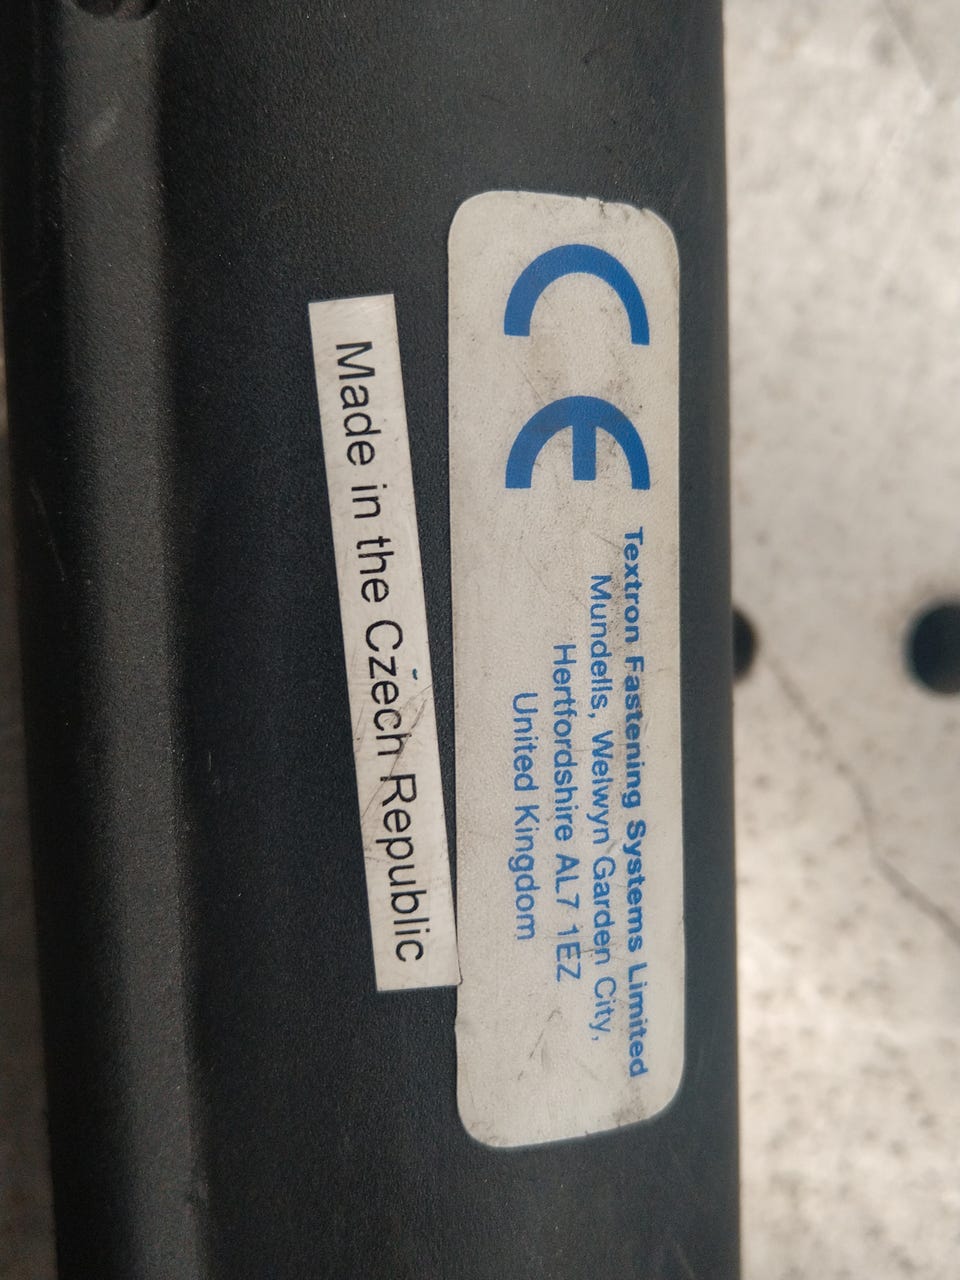 CE
Textron Fastening Systems Limited
Mundells, Welwyn Garden City,
Hertfordshire AL7 1EZ
United Kingdom
Made in the Czech Republic